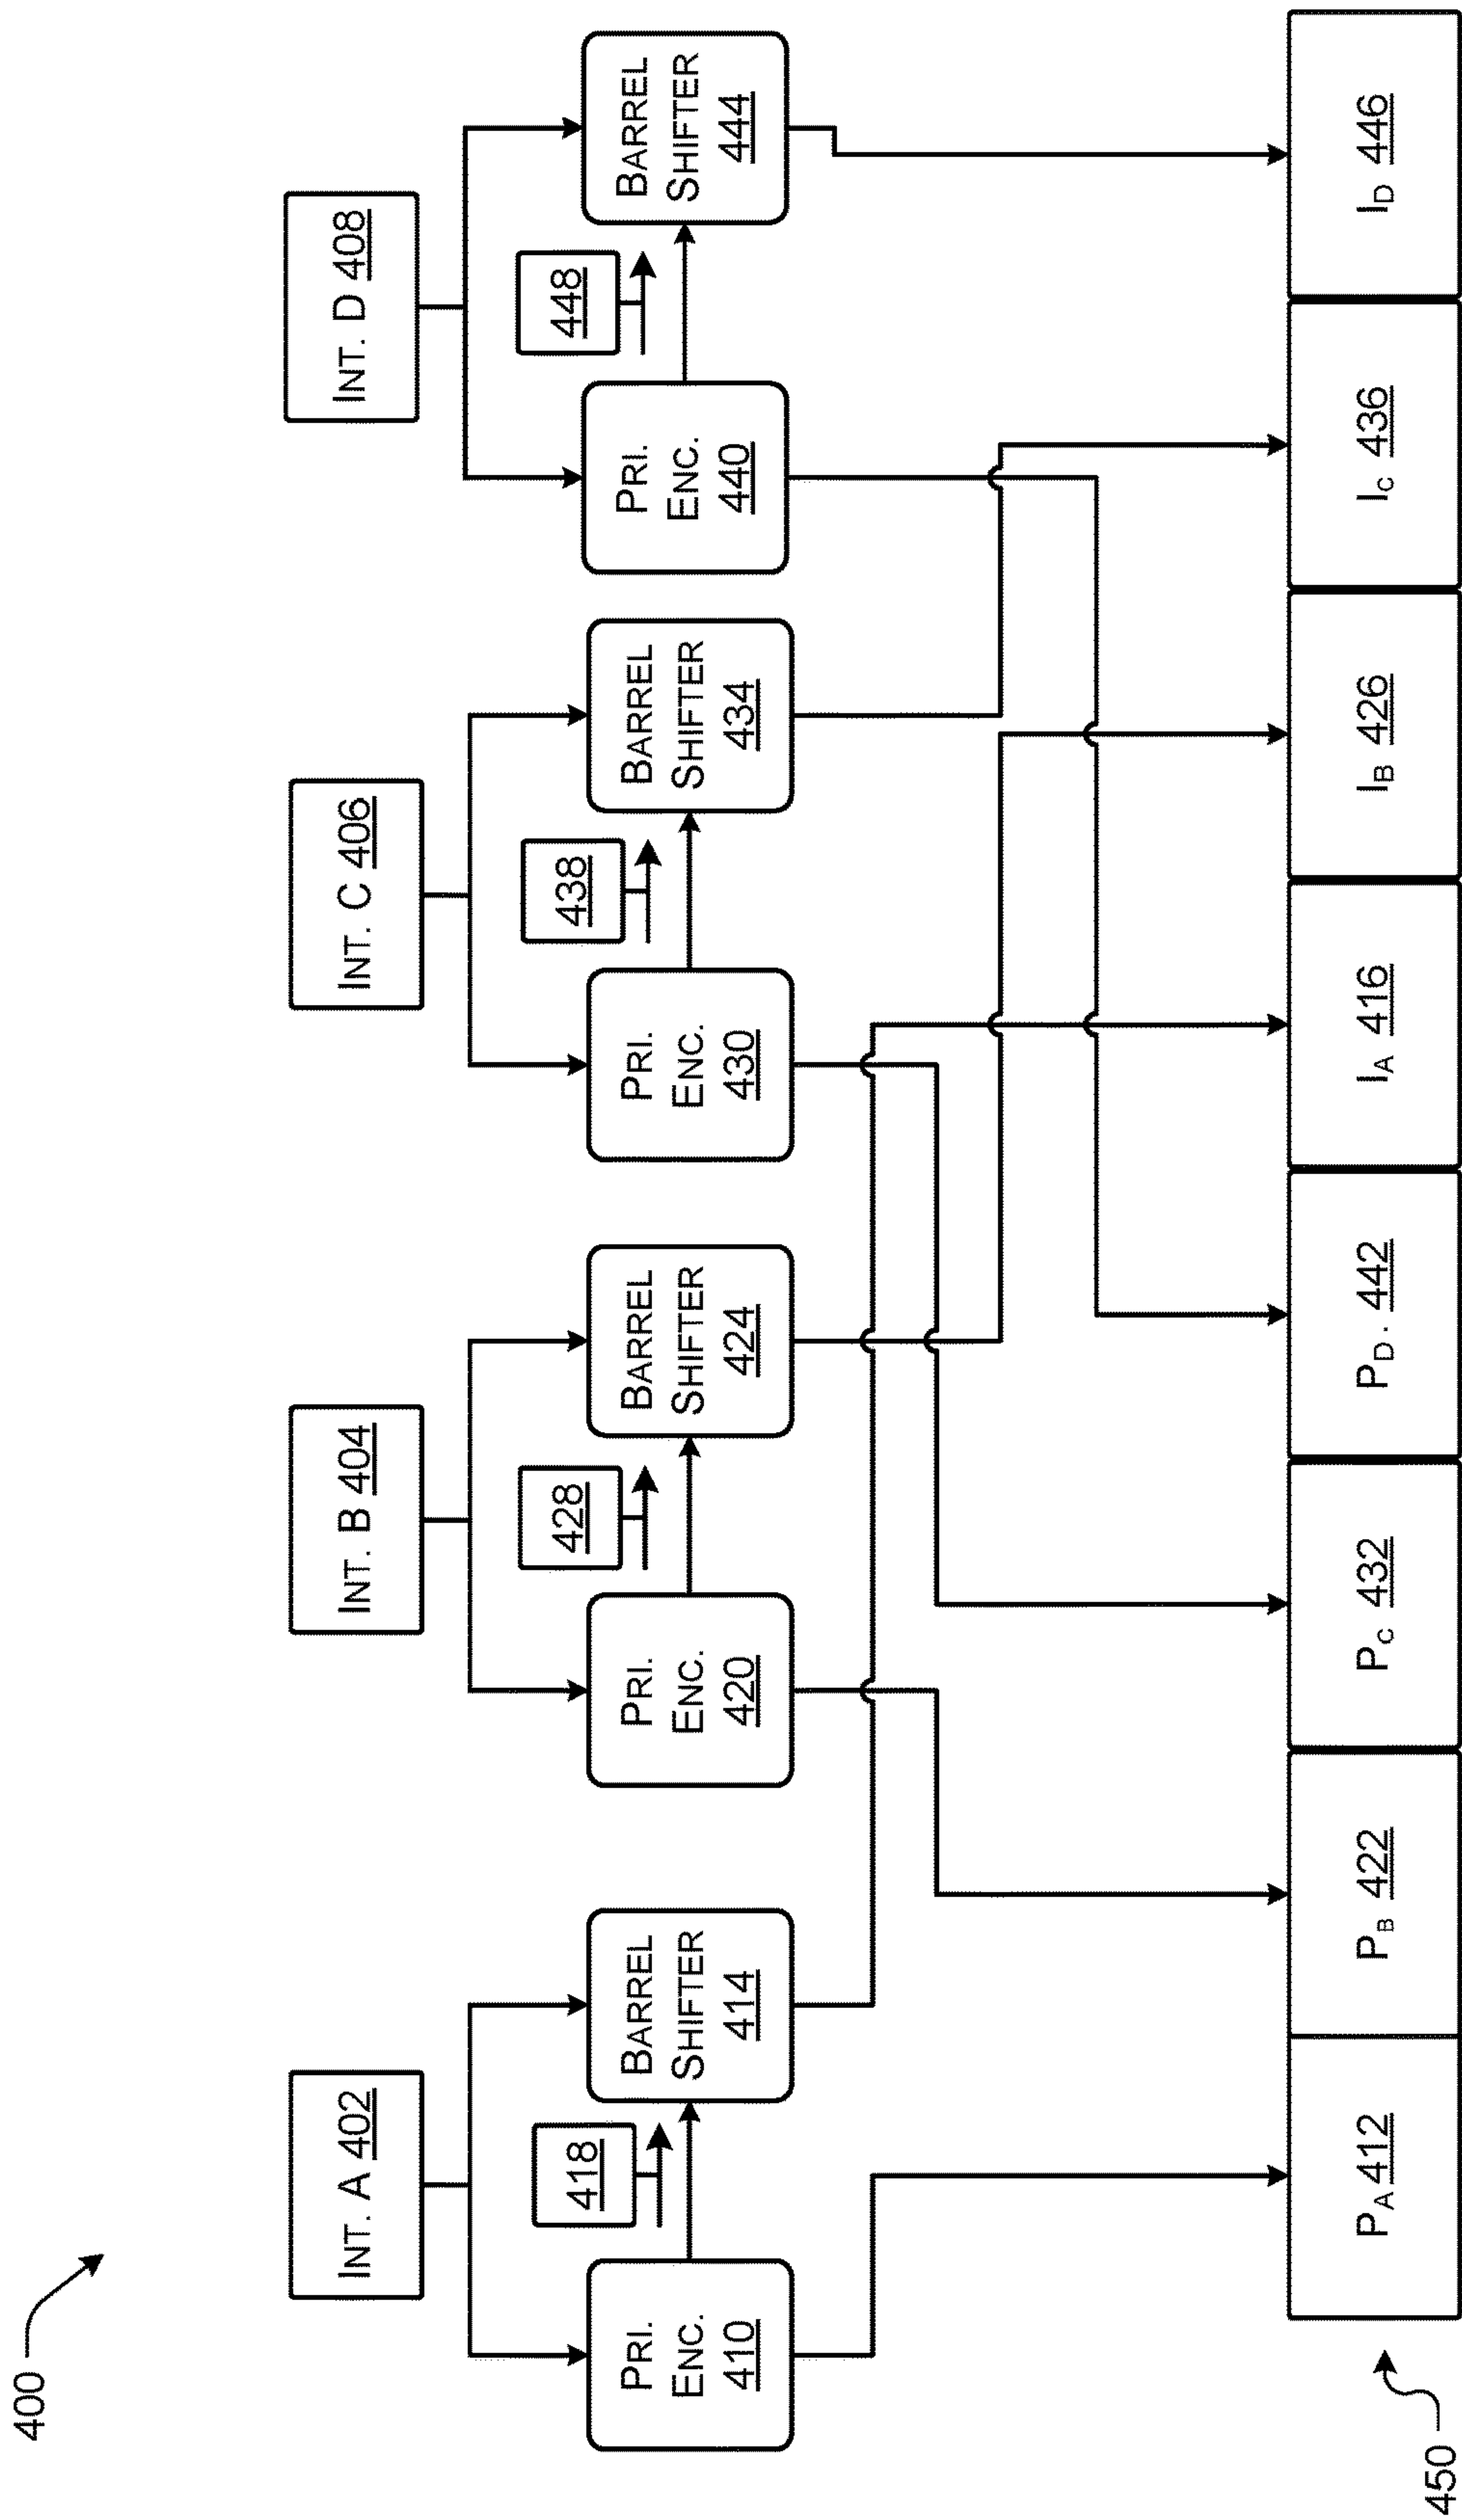 400
INT. A 402
INT. B 404
INT. C 406
INT. D 408
418
428
438
448
PRI.
ENC.
410
BARREL
SHIFTER
414
PRI.
ENC.
420
BARREL
SHIFTER
424
PRI.
ENC.
430
BARREL
SHIFTER
434
PRI.
ENC.
440
BARREL
SHIFTER
444
450
PA 412
PB 422
PC 432
PD. 442
IA 416
IB 426
IC 436
ID 446